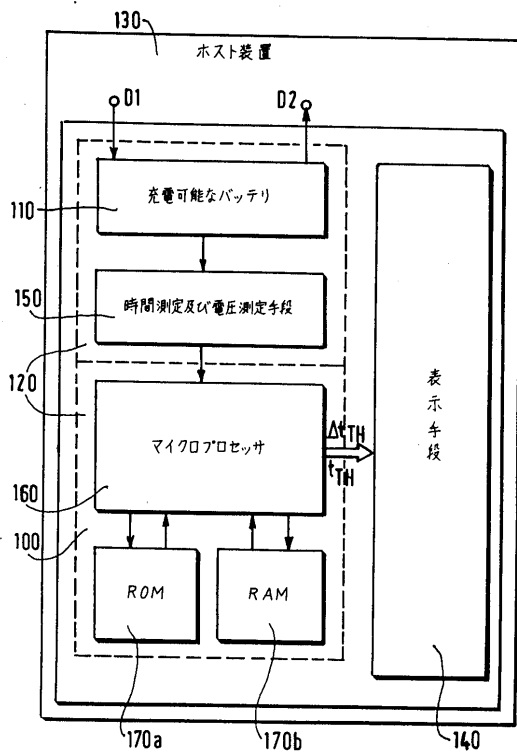 130
ホスト装置
D1
D2
充電可能なバッテリ
110
150
時間測定及び電圧測定手段
120
マイクロプロセッサ
ΔtTH
tTH
表示手段
160
100
ROM
RAM
170a
170b
140